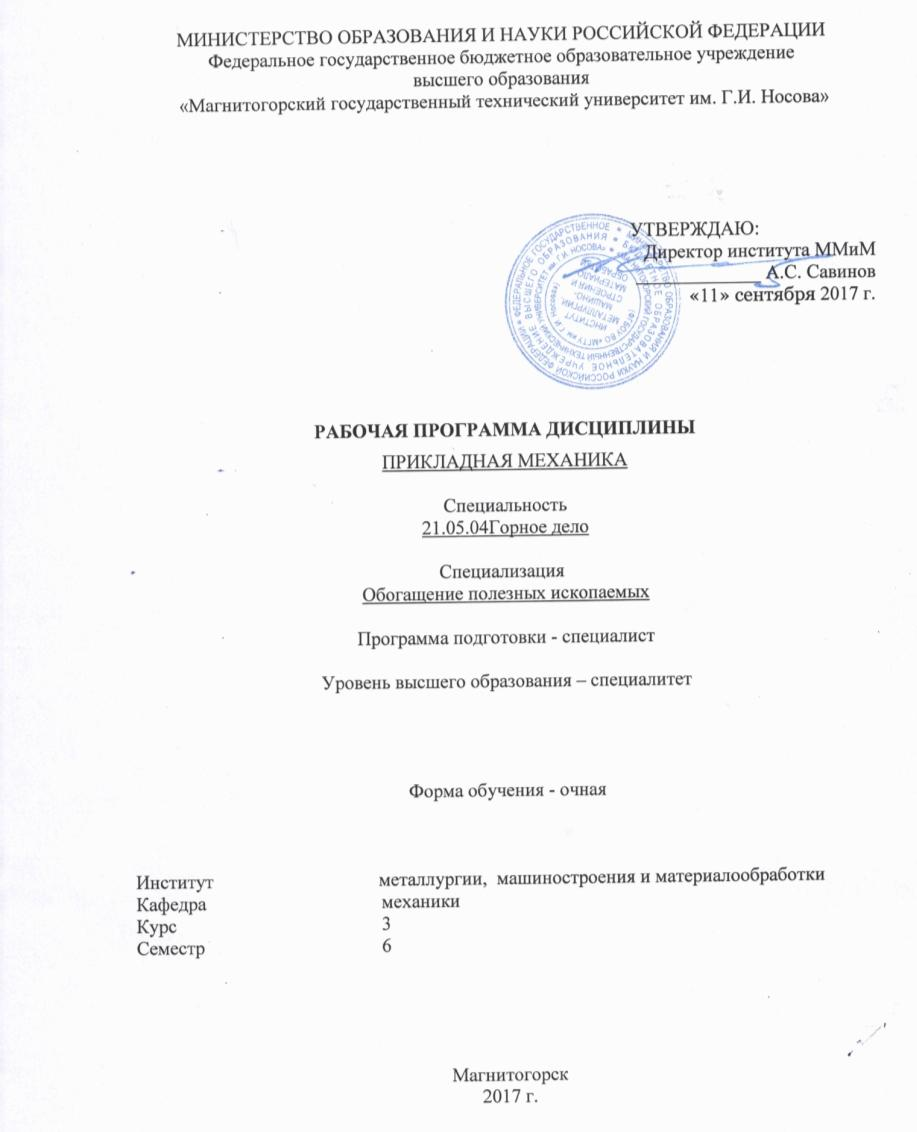 МИНИСТЕРСТВО ОБРАЗОВАНИЯ И НАУКИ РОССИЙСКОЙ ФЕДЕРАЦИИ
Федеральное государственное бюджетное образовательное учреждение
высшего образования
«Магнитогорский государственный технический университет им. Г.И. Носова»
УТВЕРЖДАЮ:
Директор института ММиМ
А.С. Савинов
«11» сентября 2017 г.
РАБОЧАЯ ПРОГРАММА ДИСЦИПЛИНЫ
ПРИКЛАДНАЯ МЕХАНИКА
Специальность
21.05.04Горное дело
Специализация
Обогащение полезных ископаемых
Программа подготовки - специалист
Уровень высшего образования – специалитет
Форма обучения - очная
Институт металлургии, машиностроения и материалообработки
Кафедра механики
Курс 3
Семестр 6
Магнитогорск
2017 г.